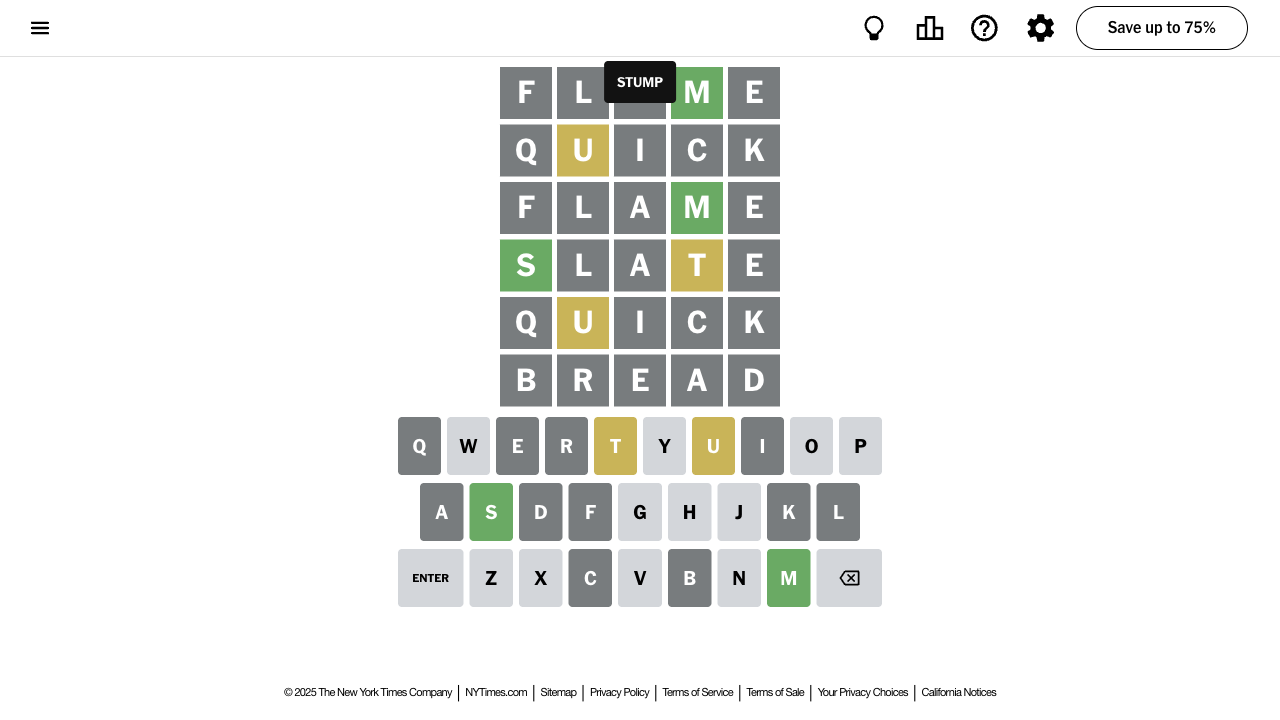 Save up to 75%
STUMP
F L M E
Q U I C K
F L A M E
S L A T E
Q U I C K
B R E A D
Q W E R T Y U I O P
A S D F G H J K L
ENTER Z X C V B N M
© 2025 The New York Times Company | NYTimes.com | Sitemap | Privacy Policy | Terms of Service | Terms of Sale | Your Privacy Choices | California Notices